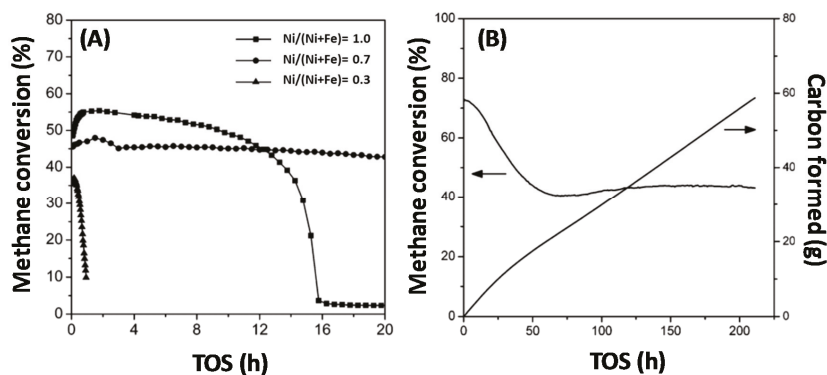 (A)
Ni/(Ni+Fe)= 1.0
Ni/(Ni+Fe)= 0.7
Ni/(Ni+Fe)= 0.3
Methane conversion (%)
80
70
60
50
40
30
20
10
0
0 4 8 12 16 20
TOS (h)
(B)
Methane conversion (%)
100
80
60
40
20
0
0 50 100 150 200
TOS (h)
80
60
40
20
0
Carbon formed (g)